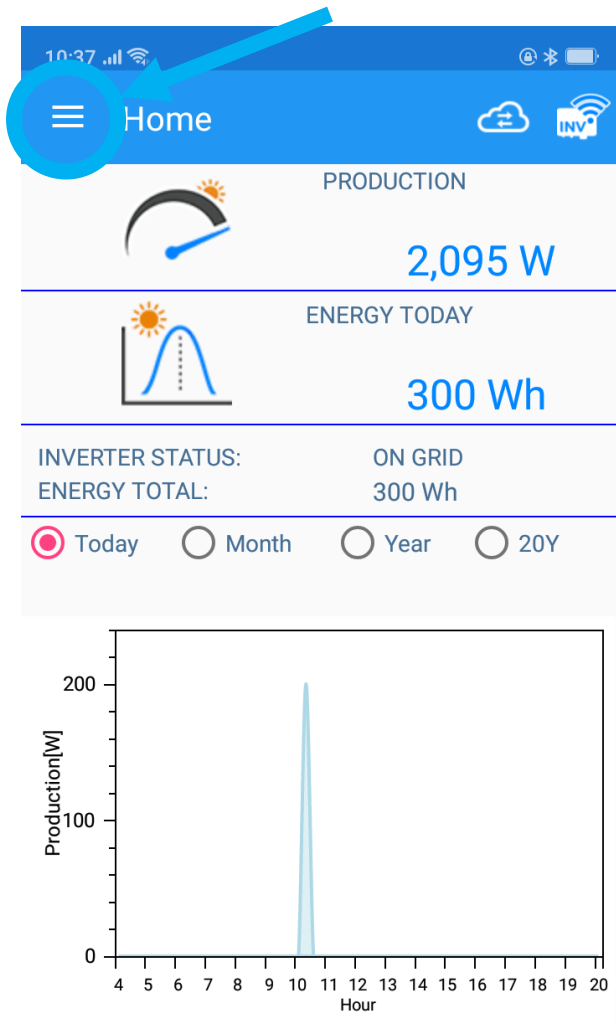 10:37
Home
INV
PRODUCTION
2,095 W
ENERGY TODAY
300 Wh
INVERTER STATUS: ON GRID
ENERGY TOTAL: 300 Wh
Today Month Year 20Y
Production[W]
200
100
0
4 5 6 7 8 9 10 11 12 13 14 15 16 17 18 19 20
Hour